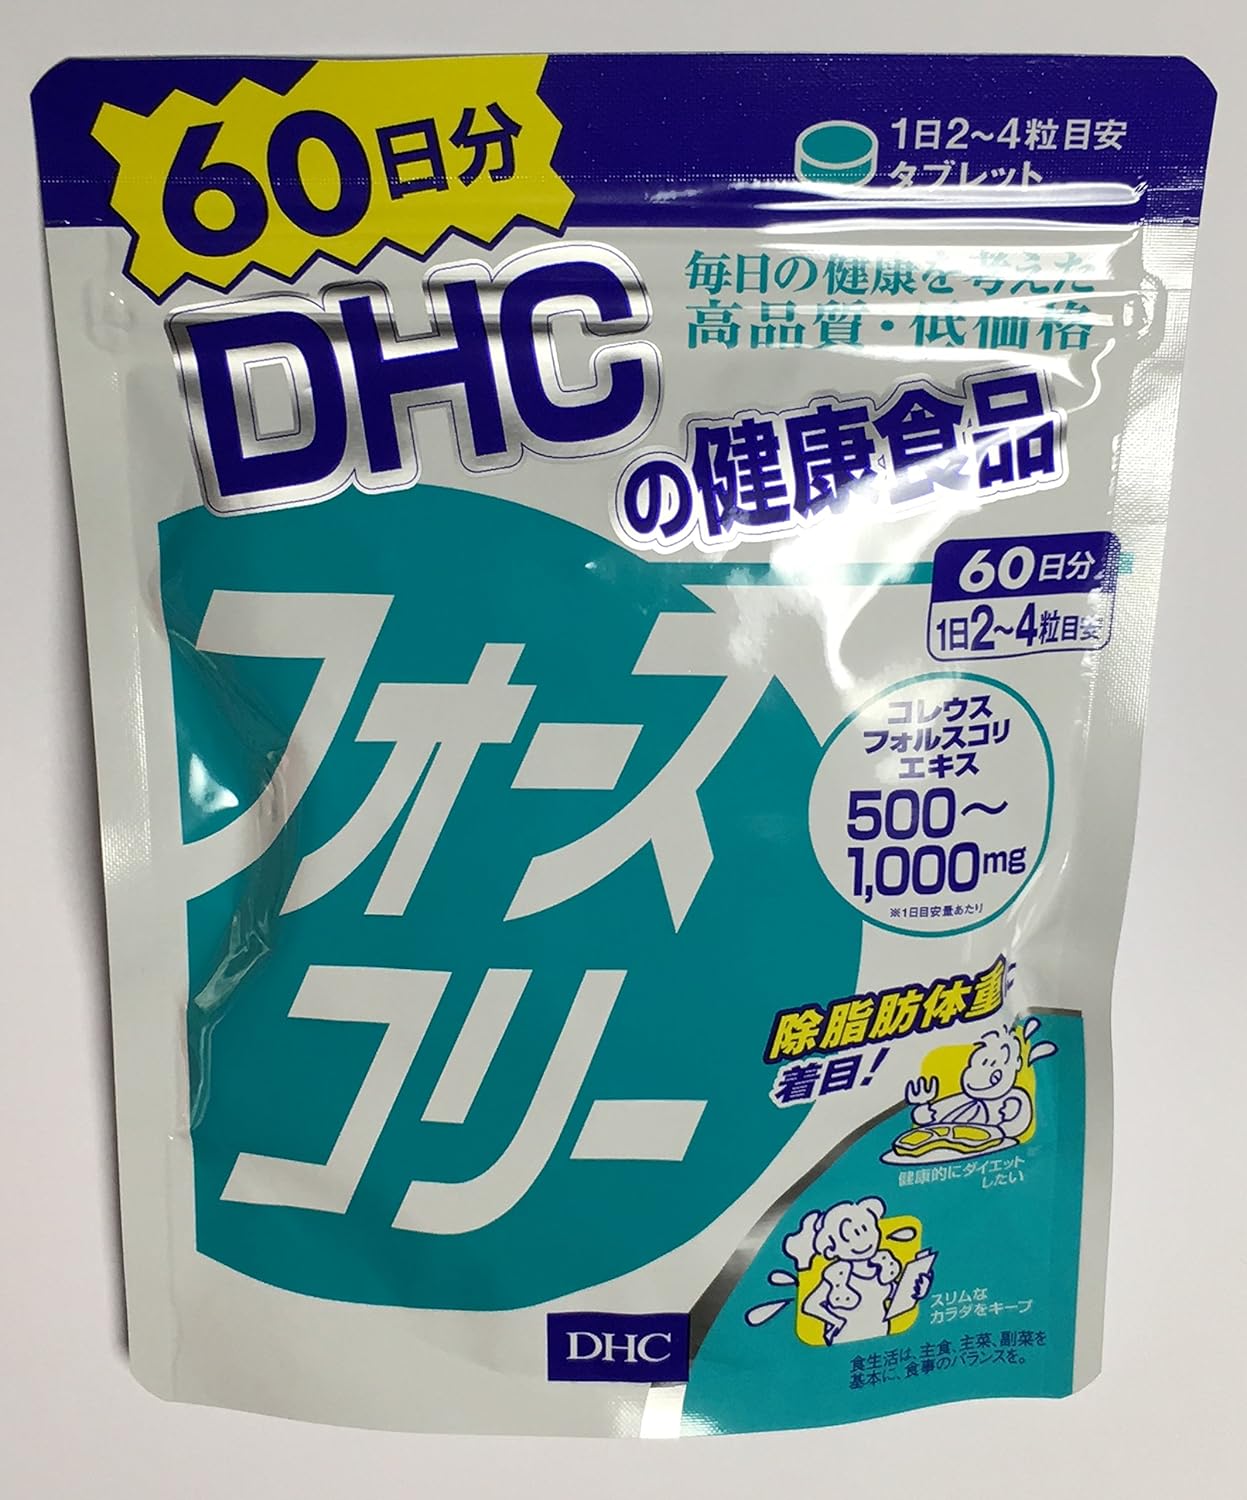 60日分
1日2~4粒目安
タブレット
毎日の健康を考えた
高品質・低価格
DHC
の健康食品
60日分
1日2~4粒目安
フォース
コリー
コレウス
フォルスコリ
エキス
500~
1,000mg
※1日目安量あたり
除脂肪体重に
着目!
健康的にダイエット
したい
スリムな
カラダをキープ
DHC
食生活は、主食、主菜、副菜を
基本に、食事のバランスを。